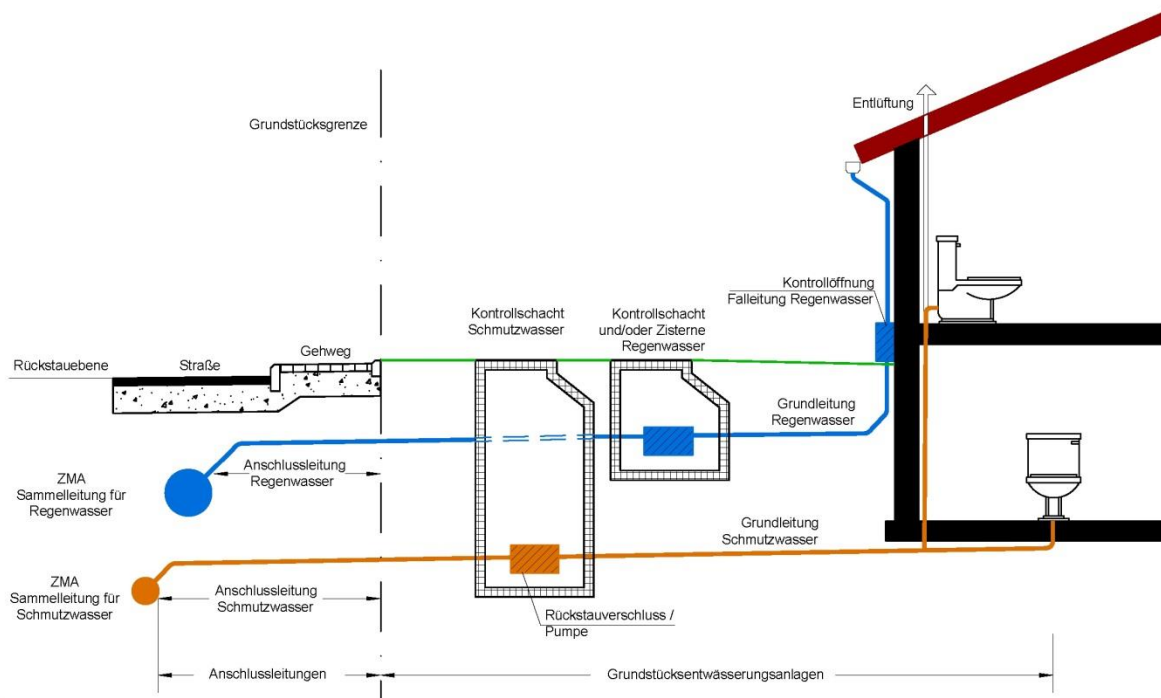 Entlüftung
Grundstücksgrenze
Kontrollöffnung
Falleitung Regenwasser
Kontrollschacht
Schmutzwasser
Kontrollschacht
und/oder Zisterne
Regenwasser
Rückstauebene
Straße
Gehweg
Grundleitung
Regenwasser
ZMA
Sammelleitung für
Regenwasser
Anschlussleitung
Regenwasser
Grundleitung
Schmutzwasser
ZMA
Sammelleitung für
Schmutzwasser
Anschlussleitung
Schmutzwasser
Rückstauverschluss /
Pumpe
Anschlussleitungen
Grundstücksentwässerungsanlagen